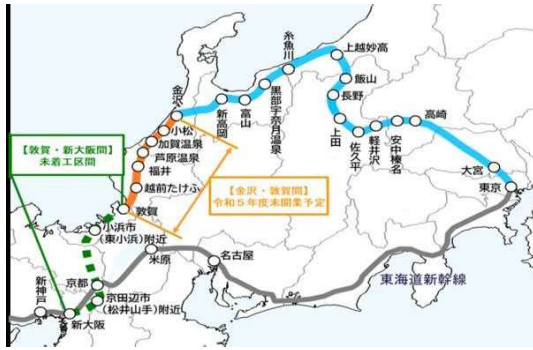 糸魚川
上越妙高
飯山
長野
上田
佐久平
軽井沢
安中榛名
高崎
大宮
東京
黒部宇奈月温泉
富山
新高岡
金沢
小松
加賀温泉
芦原温泉
福井
越前たけふ
敦賀
【敦賀・新大阪間】
未着工区間
【金沢・敦賀間】
令和5年度末開業予定
小浜市
(東小浜)附近
米原
名古屋
京都
京田辺市
(松井山手)附近
新神戸
新大阪
東海道新幹線